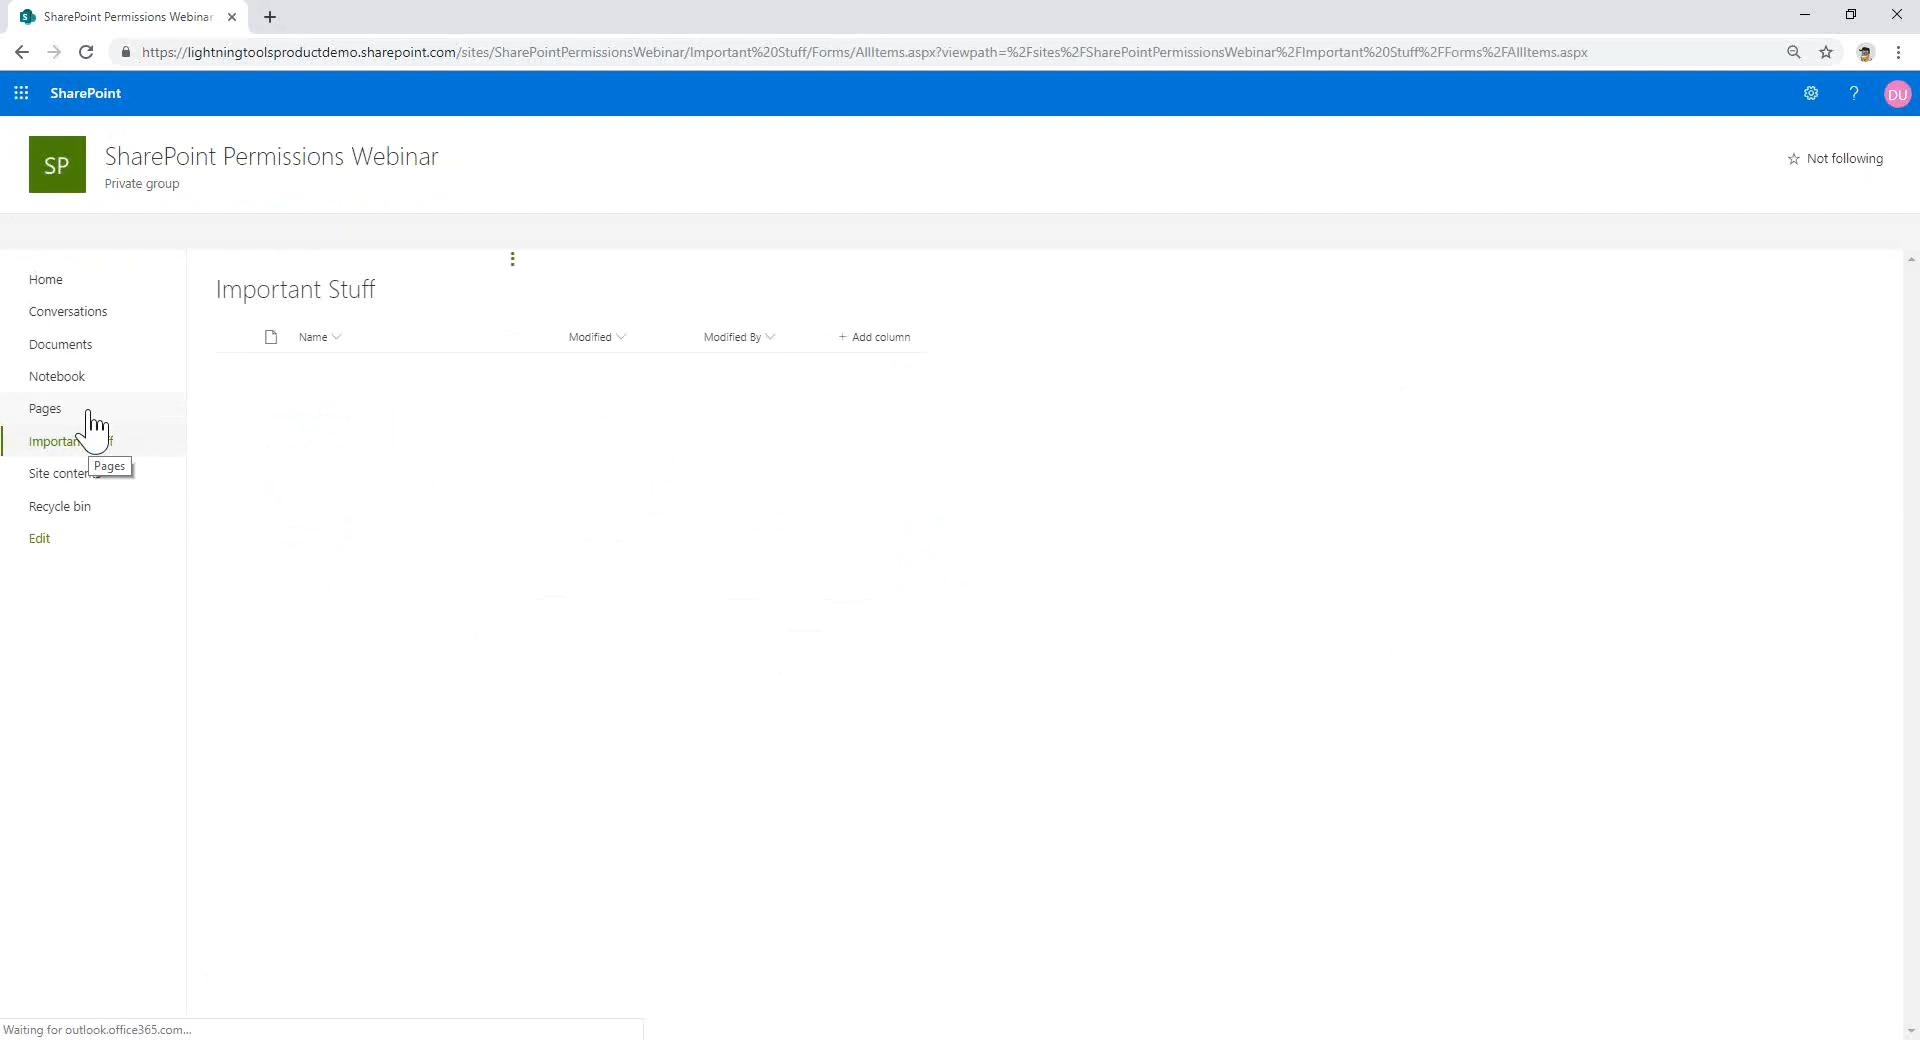 SharePoint Permissions Webinar
https://lightningtoolsproductdemo.sharepoint.com/sites/SharePointPermissionsWebinar/Important%20Stuff/Forms/AllItems.aspx?viewpath=%2Fsites%2FSharePointPermissionsWebinar%2FImportant%20Stuff%2FForms%2FAllItems.aspx
SharePoint
? DU
SP
SharePoint Permissions Webinar
Private group
Not following
Home
Conversations
Documents
Notebook
Pages
Pages
Recycle bin
Edit
Important Stuff
Name Modified Modified By + Add column
Waiting for outlook.office365.com...